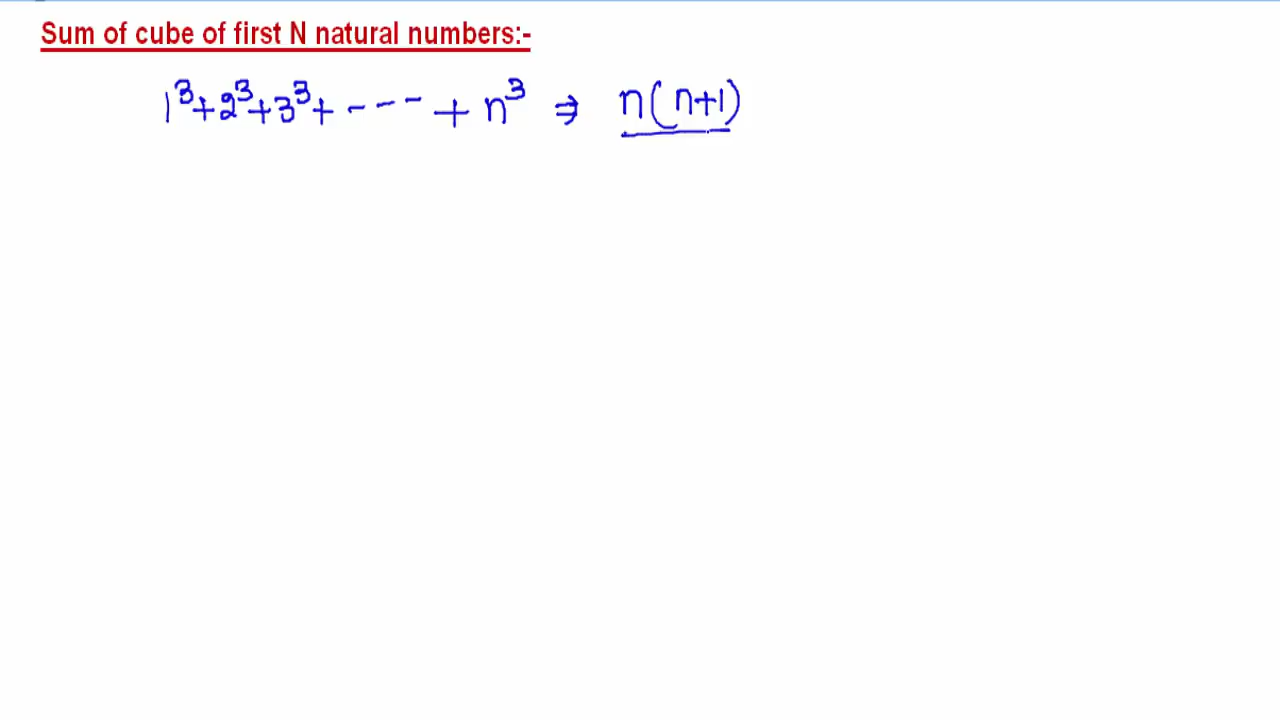 Sum of cube of first N natural numbers:-
1³+2³+3³+ - - - - + n³ ⇒ n(n+1)